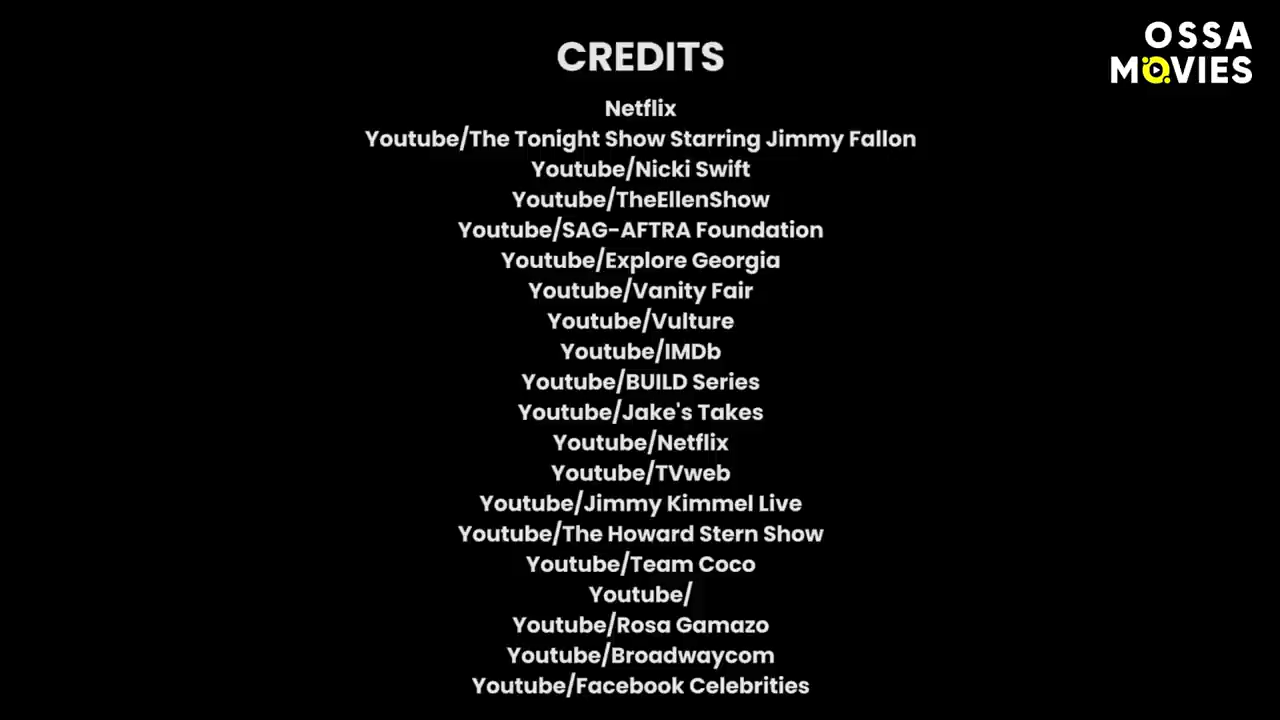 OSSA
MOVIES
CREDITS
Netflix
Youtube/The Tonight Show Starring Jimmy Fallon
Youtube/Nicki Swift
Youtube/TheEllenShow
Youtube/SAG-AFTRA Foundation
Youtube/Explore Georgia
Youtube/Vanity Fair
Youtube/Vulture
Youtube/IMDb
Youtube/BUILD Series
Youtube/Jake's Takes
Youtube/Netflix
Youtube/TVweb
Youtube/Jimmy Kimmel Live
Youtube/The Howard Stern Show
Youtube/Team Coco
Youtube/
Youtube/Rosa Gamazo
Youtube/Broadwaycom
Youtube/Facebook Celebrities